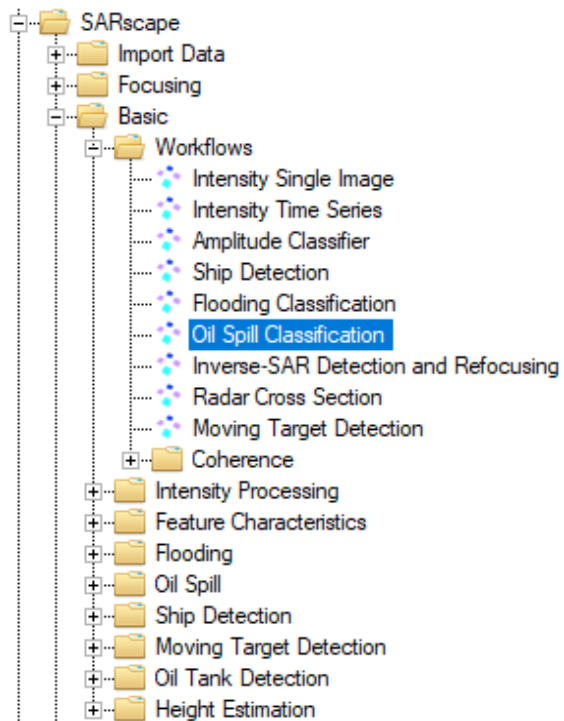 SARscape
Import Data
Focusing
Basic
Workflows
Intensity Single Image
Intensity Time Series
Amplitude Classifier
Ship Detection
Flooding Classification
Oil Spill Classification
Inverse-SAR Detection and Refocusing
Radar Cross Section
Moving Target Detection
Coherence
Intensity Processing
Feature Characteristics
Flooding
Oil Spill
Ship Detection
Moving Target Detection
Oil Tank Detection
Height Estimation